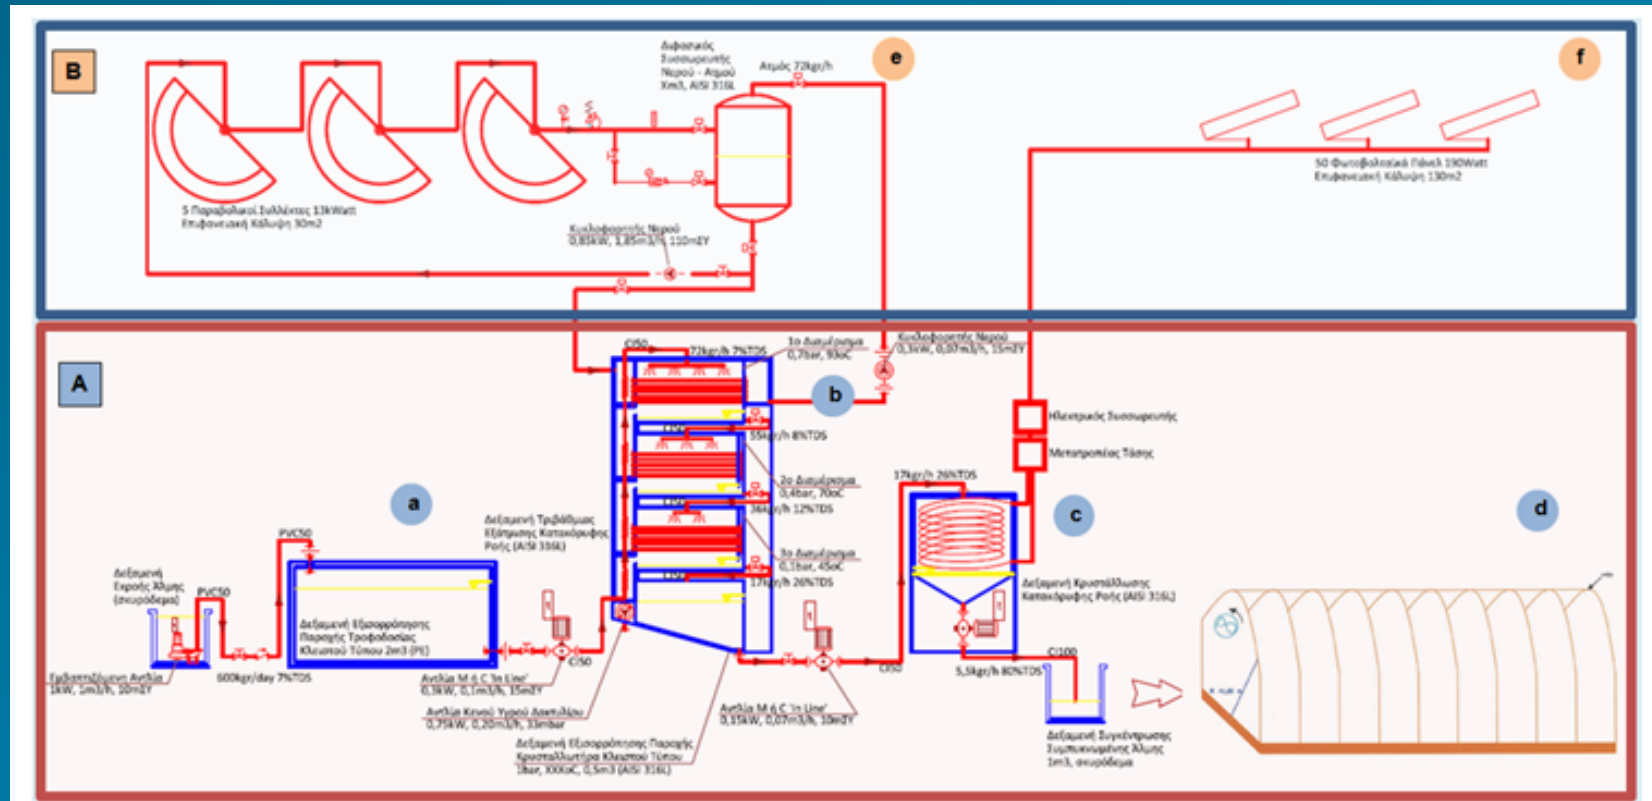 B
e
f
Διφασικός
Συσσωρευτής
Νερού - Ατμού
Xm3, AISI 316L
Ατμός 72kgr/h
5 Παραβολικοί Συλλέκτες 13kWatt
Επιφανειακή Κάλυψη 30m2
Κυκλοφορητής Νερού
0,85kW, 1,85m3/h, 110mΣΥ
50 Φωτοβολταϊκά Πάνελ 190Watt
Επιφανειακή Κάλυψη 130m2
A
CI50
72kgr/h 7%TDS
1ο Διαμέρισμα
0,7bar, 93oC
Κυκλοφορητής Νερού
0,3kW, 0,07m3/h, 15mΣΥ
b
Ηλεκτρικός Συσσωρευτής
Μετατροπέας Τάσης
55kgr/h 8%TDS
2ο Διαμέρισμα
0,4bar, 70oC
36kgr/h 12%TDS
3ο Διαμέρισμα
0,1bar, 45oC
17kgr/h 26%TDS
17kgr/h 26%TDS
a
c
d
Δεξαμενή Τριβάθμιας
Εξάτμισης Κατακόρυφης
Ροής (AISI 316L)
PVC50
Δεξαμενή
Εκροής Άλμης
(σκυρόδεμα)
PVC50
Δεξαμενή Εξισορρόπησης
Παροχής Τροφοδοσίας
Κλειστού Τύπου 2m3 (PE)
Εμβαπτιζόμενη Αντλία
1kW, 1m3/h, 10mΣΥ
600kgr/day 7%TDS
CI50
Αντλία Μ ή C 'In Line'
0,3kW, 0,1m3/h, 15mΣΥ
Αντλία Κενού Υγρού Δακτυλίου
0,75kW, 0,20m3/h, 33mbar
Δεξαμενή Εξισορρόπησης Παροχής
Κρυσταλλωτήρα Κλειστού Τύπου
1bar, XXXoC, 0,5m3 (AISI 316L)
Αντλία Μ ή C 'In Line'
0,15kW, 0,07m3/h, 10mΣΥ
CI50
Δεξαμενή Κρυστάλλωσης
Κατακόρυφης Ροής (AISI 316L)
CI100
5,5kgr/h 80%TDS
Δεξαμενή Συγκέντρωσης
Συμπυκνωμένης Άλμης
1m3, σκυρόδεμα